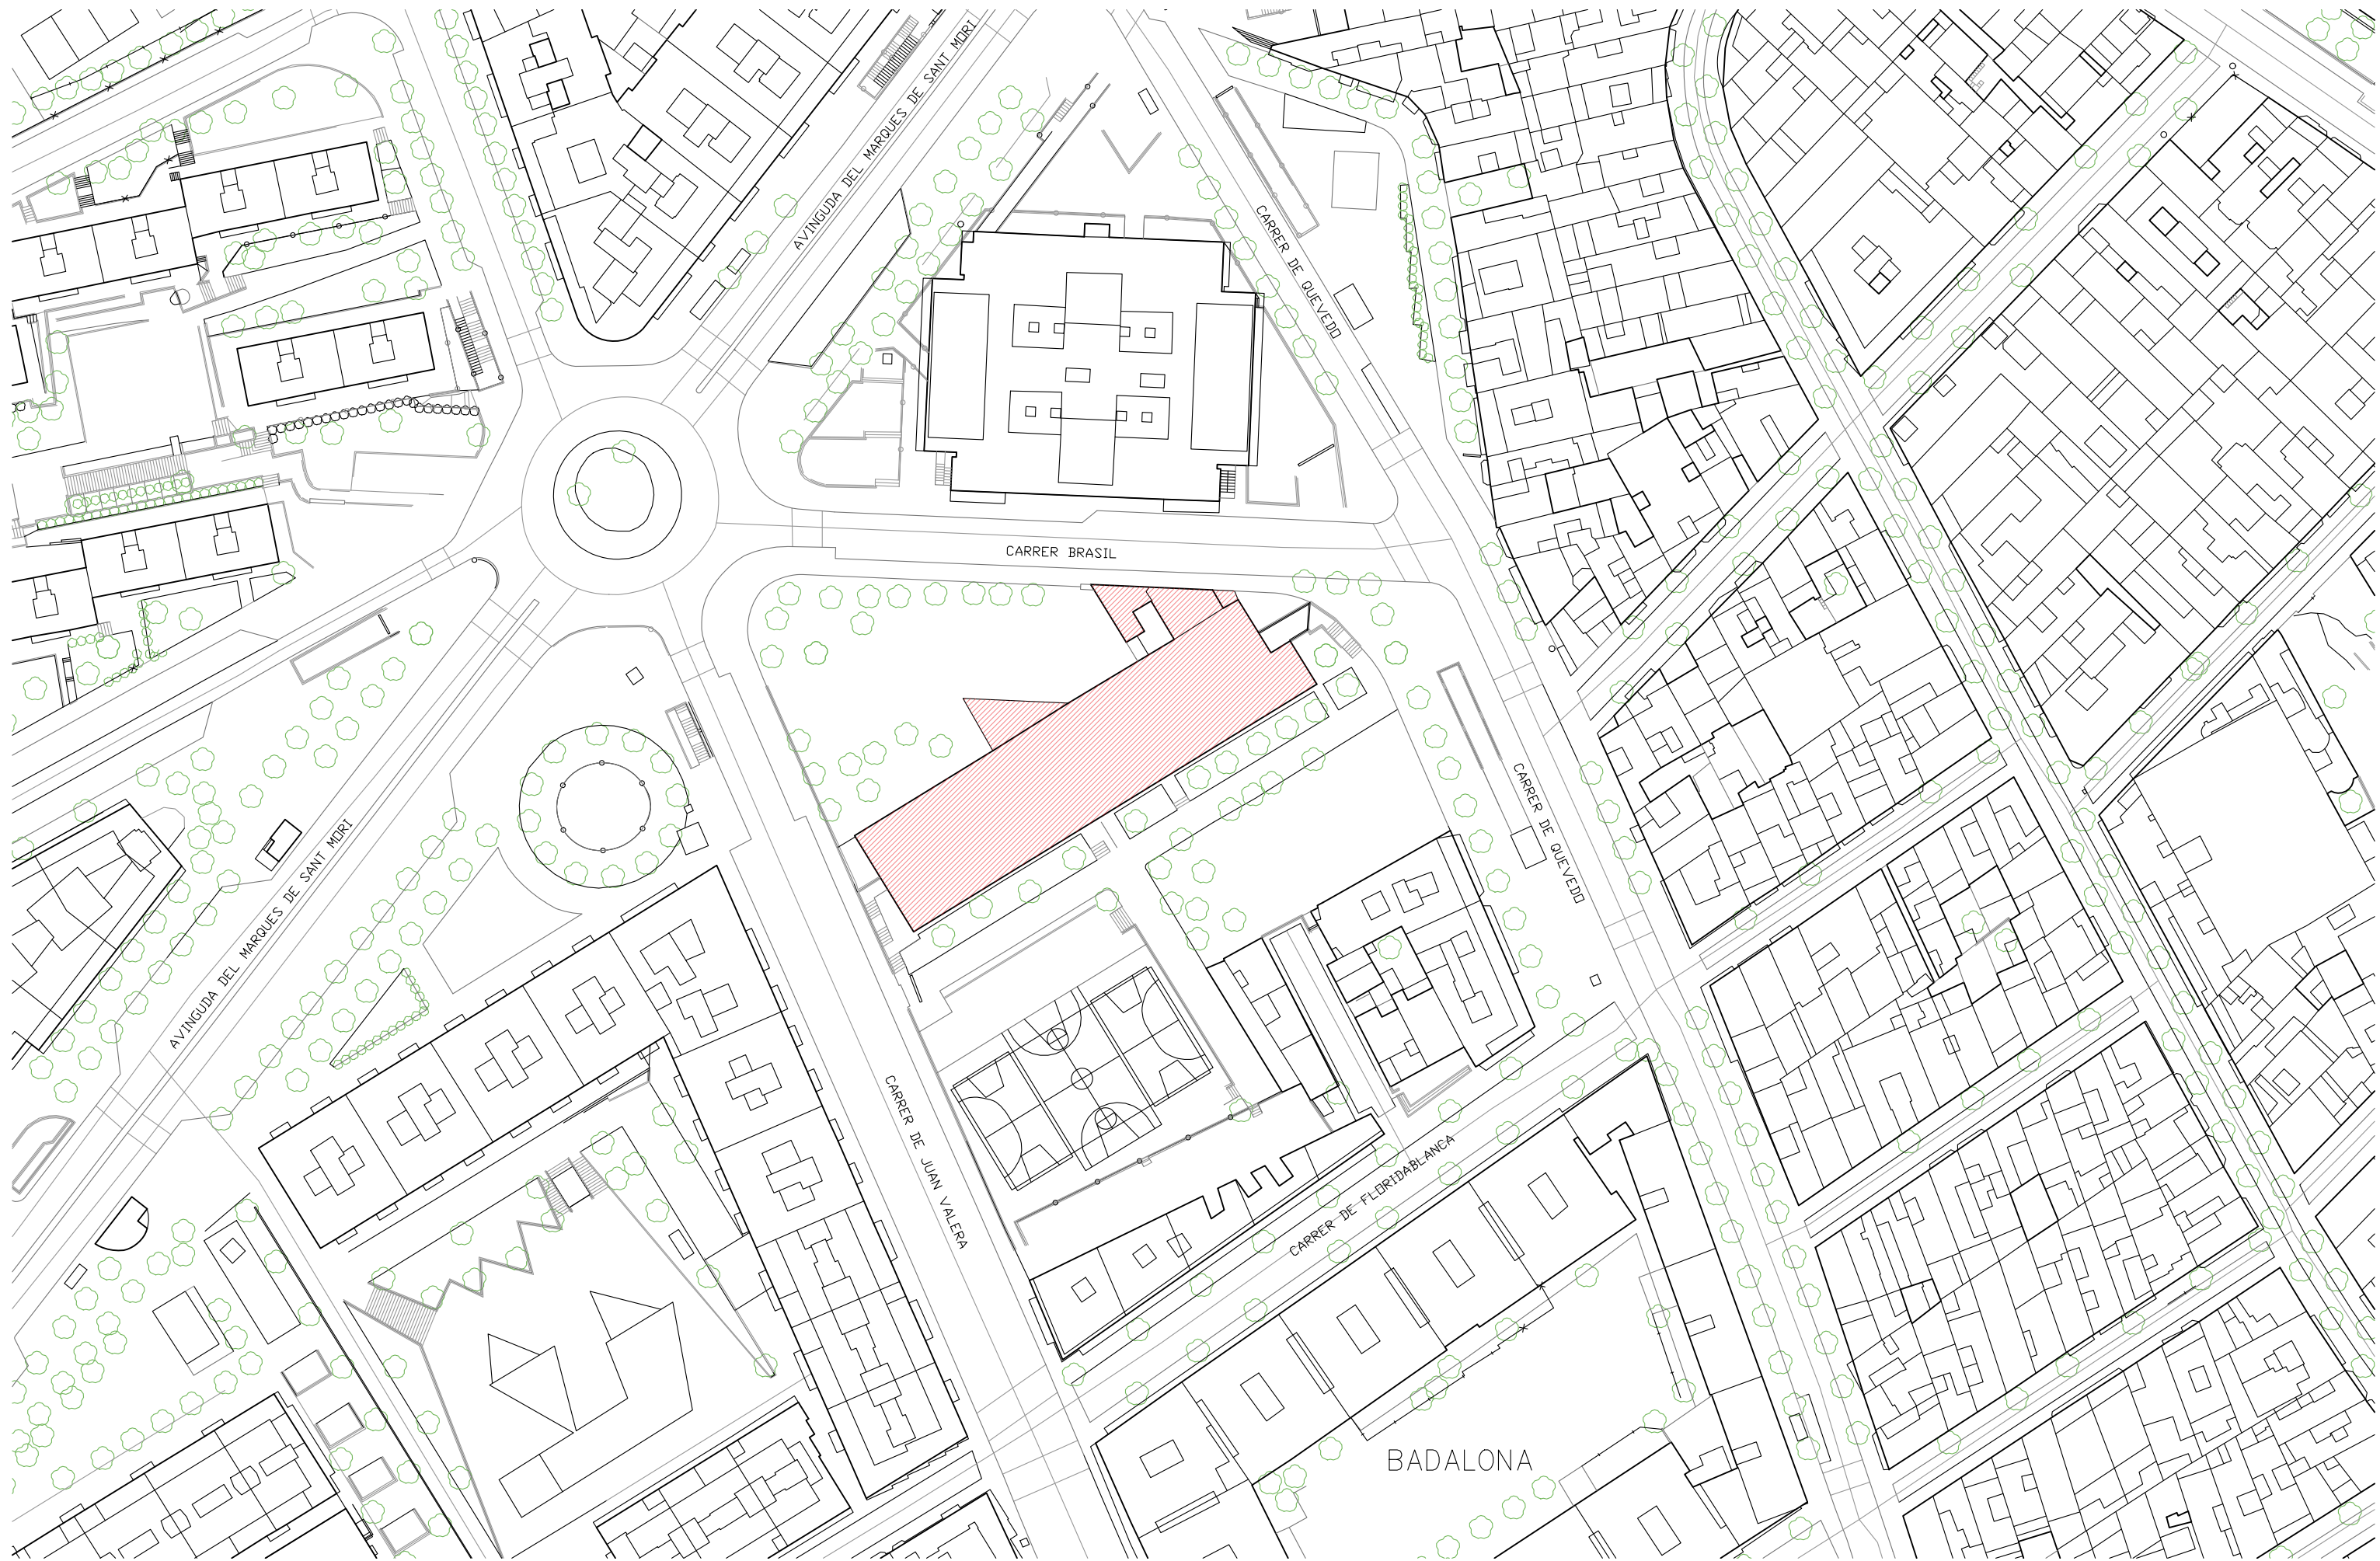 AVINGUDA DEL MARQUES DE SANT MORI
CARRER DE QUEVEDO
CARRER BRASIL
CARRER DE QUEVEDO
AVINGUDA DEL MARQUES DE SANT MORI
CARRER DE JUAN VALERA
CARRER DE FLORIDABLANCA
BADALONA